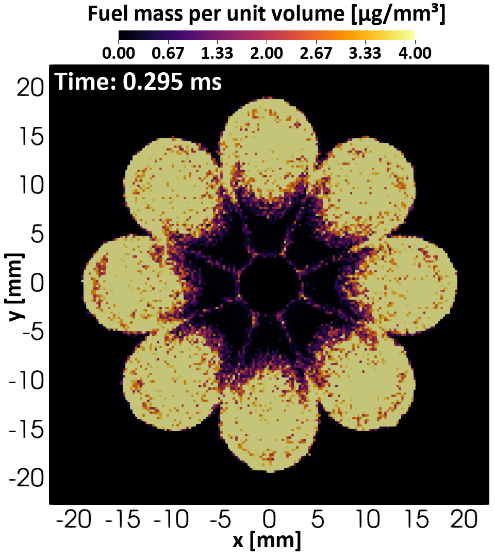 Fuel mass per unit volume [µg/mm³]
0.00 0.67 1.33 2.00 2.67 3.33 4.00
Time: 0.295 ms
20
15
10
5
0
-5
-10
-15
-20
y [mm]
-20 -15 -10 -5 0 5 10 15 20
x [mm]